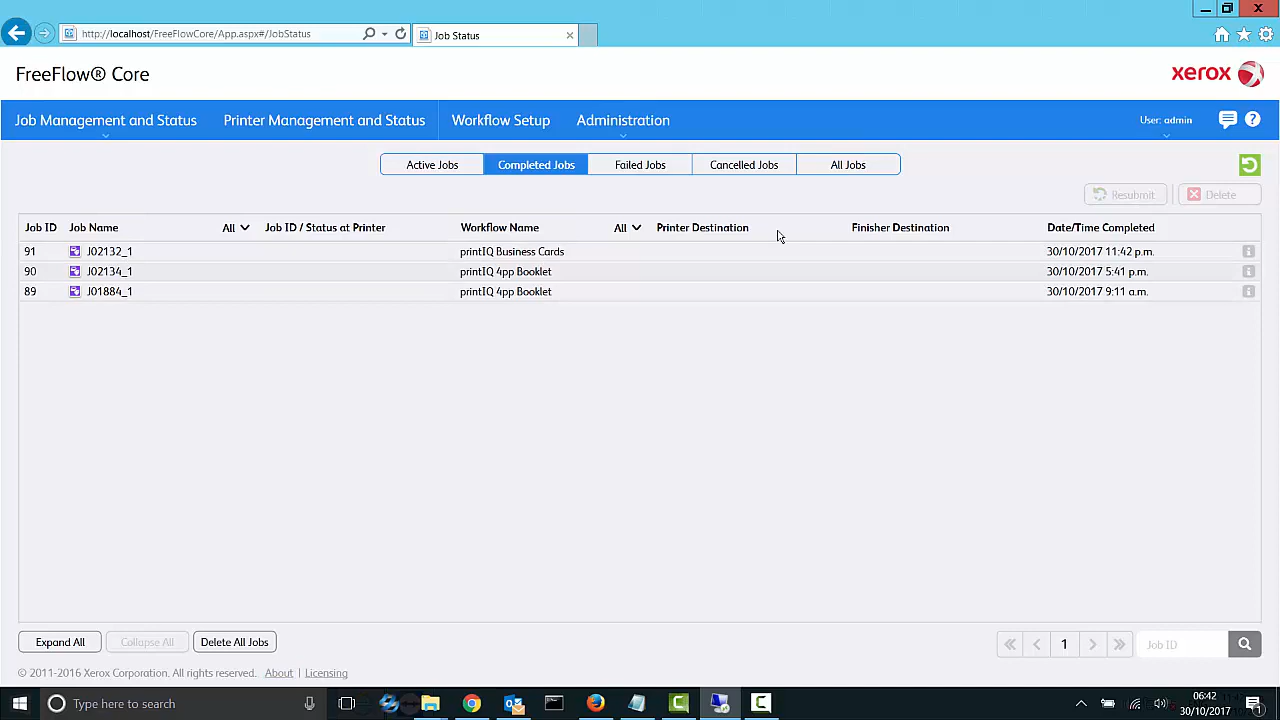 http://localhost/FreeFlowCore/App.aspx#/JobStatus
Job Status
FreeFlow® Core
xerox
Job Management and Status
Printer Management and Status
Workflow Setup
Administration
User: admin
Active Jobs
Completed Jobs
Failed Jobs
Cancelled Jobs
All Jobs
Resubmit
Delete
Job ID Job Name All Job ID / Status at Printer Workflow Name All Printer Destination Finisher Destination Date/Time Completed
91 J02132_1 printIQ Business Cards 30/10/2017 11:42 p.m.
90 J02134_1 printIQ 4pp Booklet 30/10/2017 5:41 p.m.
89 J01884_1 printIQ 4pp Booklet 30/10/2017 9:11 a.m.
Expand All
Collapse All
Delete All Jobs
1
Job ID
© 2011-2016 Xerox Corporation. All rights reserved. About | Licensing
Type here to search
06:42
30/10/2017